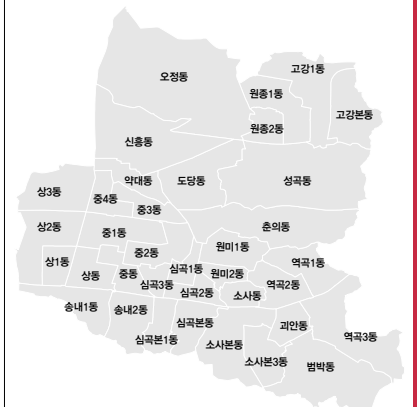 고강1동
오정동
원종1동
고강본동
원종2동
신흥동
약대동
도당동
성곡동
상3동
중4동
중3동
상2동
중1동
춘의동
원미1동
중2동
상1동
심곡1동
역곡1동
상동
중동
원미2동
심곡3동
역곡2동
심곡2동
소사동
송내1동
송내2동
심곡본동
괴안동
심곡본1동
소사본동
역곡3동
소사본3동
범박동